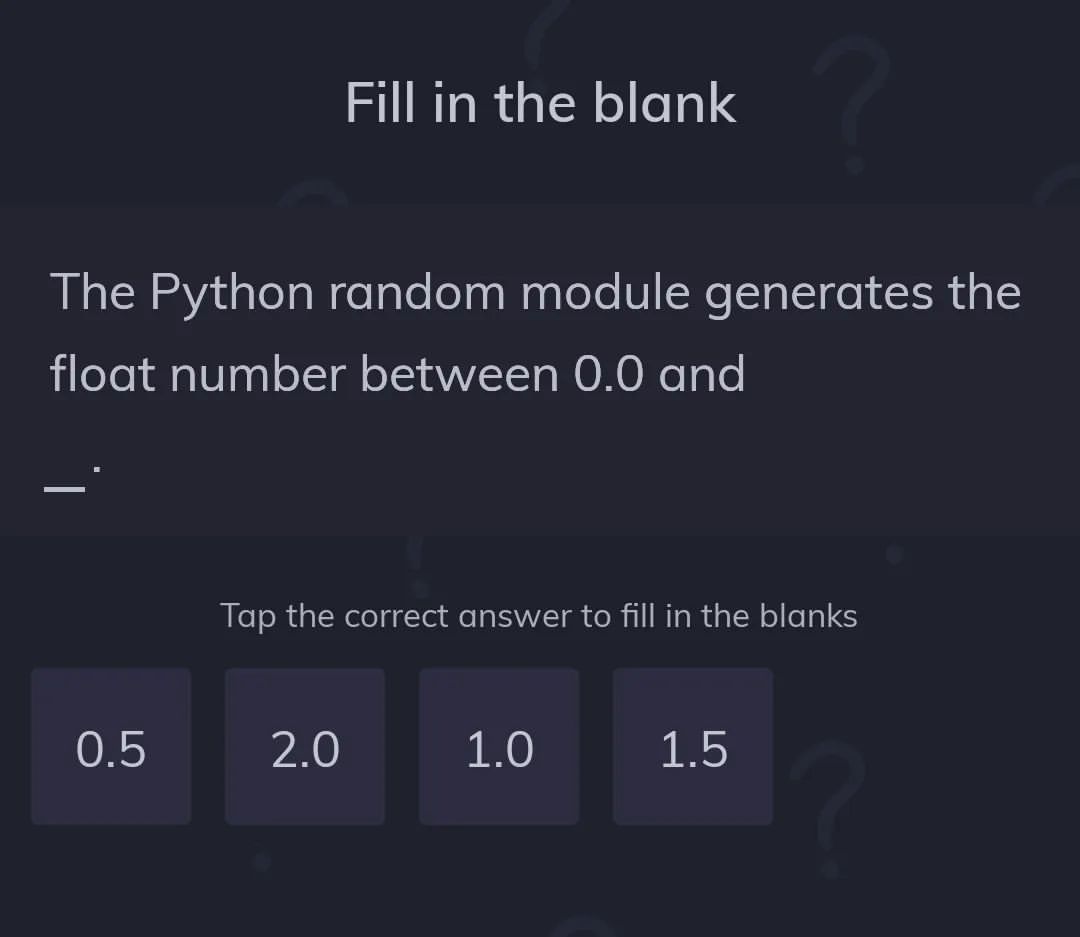 Fill in the blank
The Python random module generates the
float number between 0.0 and
_.
Tap the correct answer to fill in the blanks
0.5 2.0 1.0 1.5